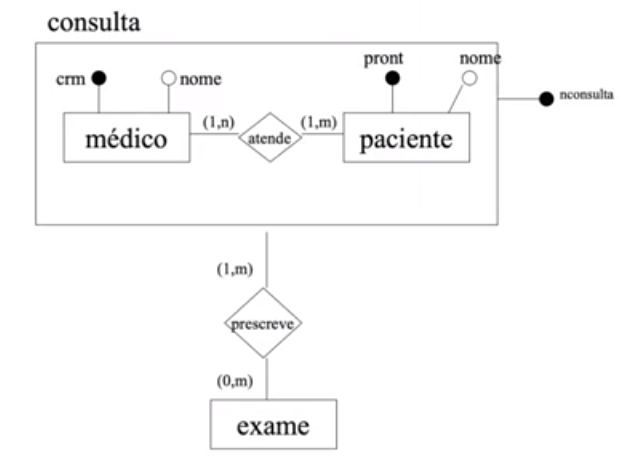 consulta
pront
nome
crm
nome
nconsulta
médico
(1,n)
atende
(1,m)
paciente
(1,m)
prescreve
(0,m)
exame